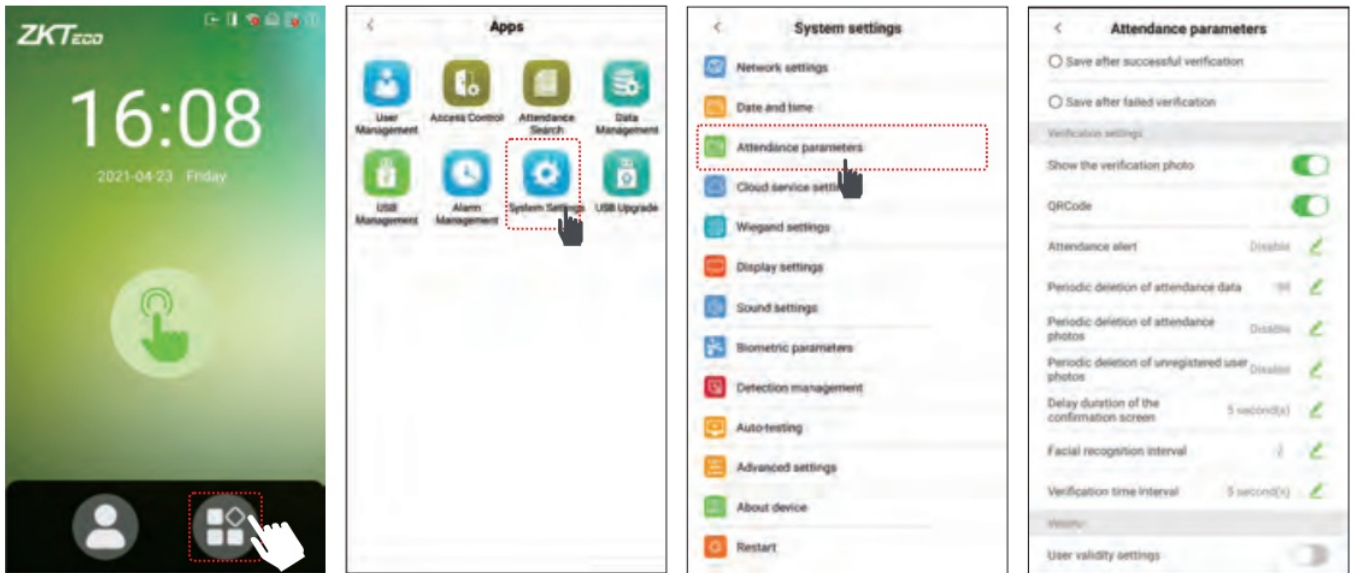 ZKTeco
16:08
2021-04-23 Friday
Apps
User
Management
Access Control
Attendance
Search
Data
Management
USB
Management
Alarm
Management
System Settings
USB Upgrade
System settings
Network settings
Date and time
Attendance parameters
Cloud service setti
Wiegand settings
Display settings
Sound settings
Biometric parameters
Detection management
Auto-testing
Advanced settings
About device
Restart
Attendance parameters
Save after successful verification
Save after failed verification
Verification settings
Show the verification photo
QRCode
Attendance alert Disable
Periodic deletion of attendance data
Periodic deletion of attendance
photos Disable
Periodic deletion of unregistered user
photos Disable
Delay duration of the
confirmation screen 5 second(s)
Facial recognition interval
Verification time interval 5 second(s)
User validity settings